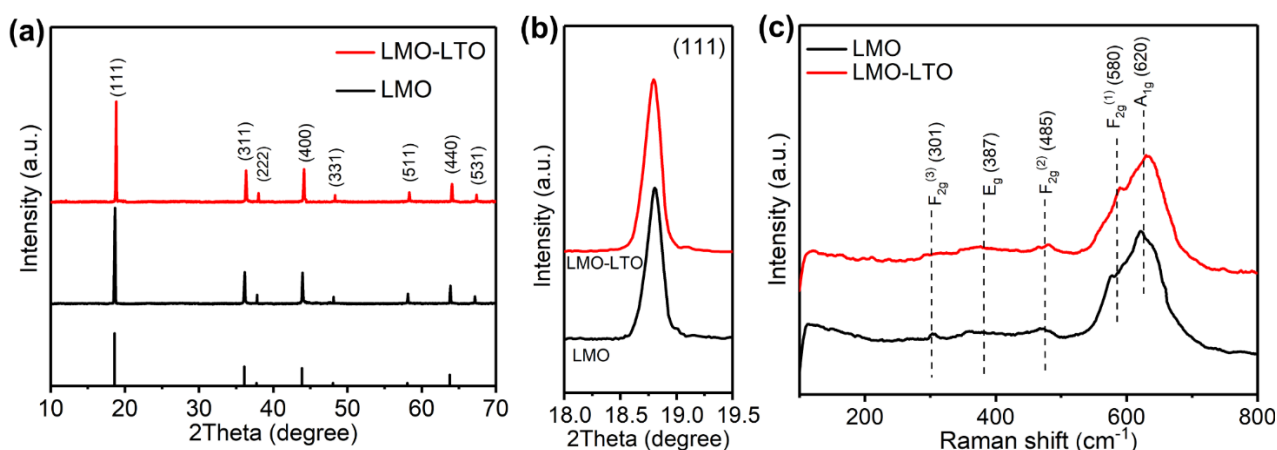 (a)
LMO-LTO
LMO
(111)
(311)
(222)
(400)
(331)
(511)
(440)
(531)
Intensity (a.u.)
10 20 30 40 50 60 70
2Theta (degree)
(b)
(111)
LMO-LTO
LMO
Intensity (a.u.)
18.0 18.5 19.0 19.5
2Theta (degree)
(c)
LMO
LMO-LTO
F2g(3) (301)
Eg (387)
F2g(2) (485)
F2g(1) (580)
A1g (620)
Intensity (a.u.)
200 400 600 800
Raman shift (cm-1)